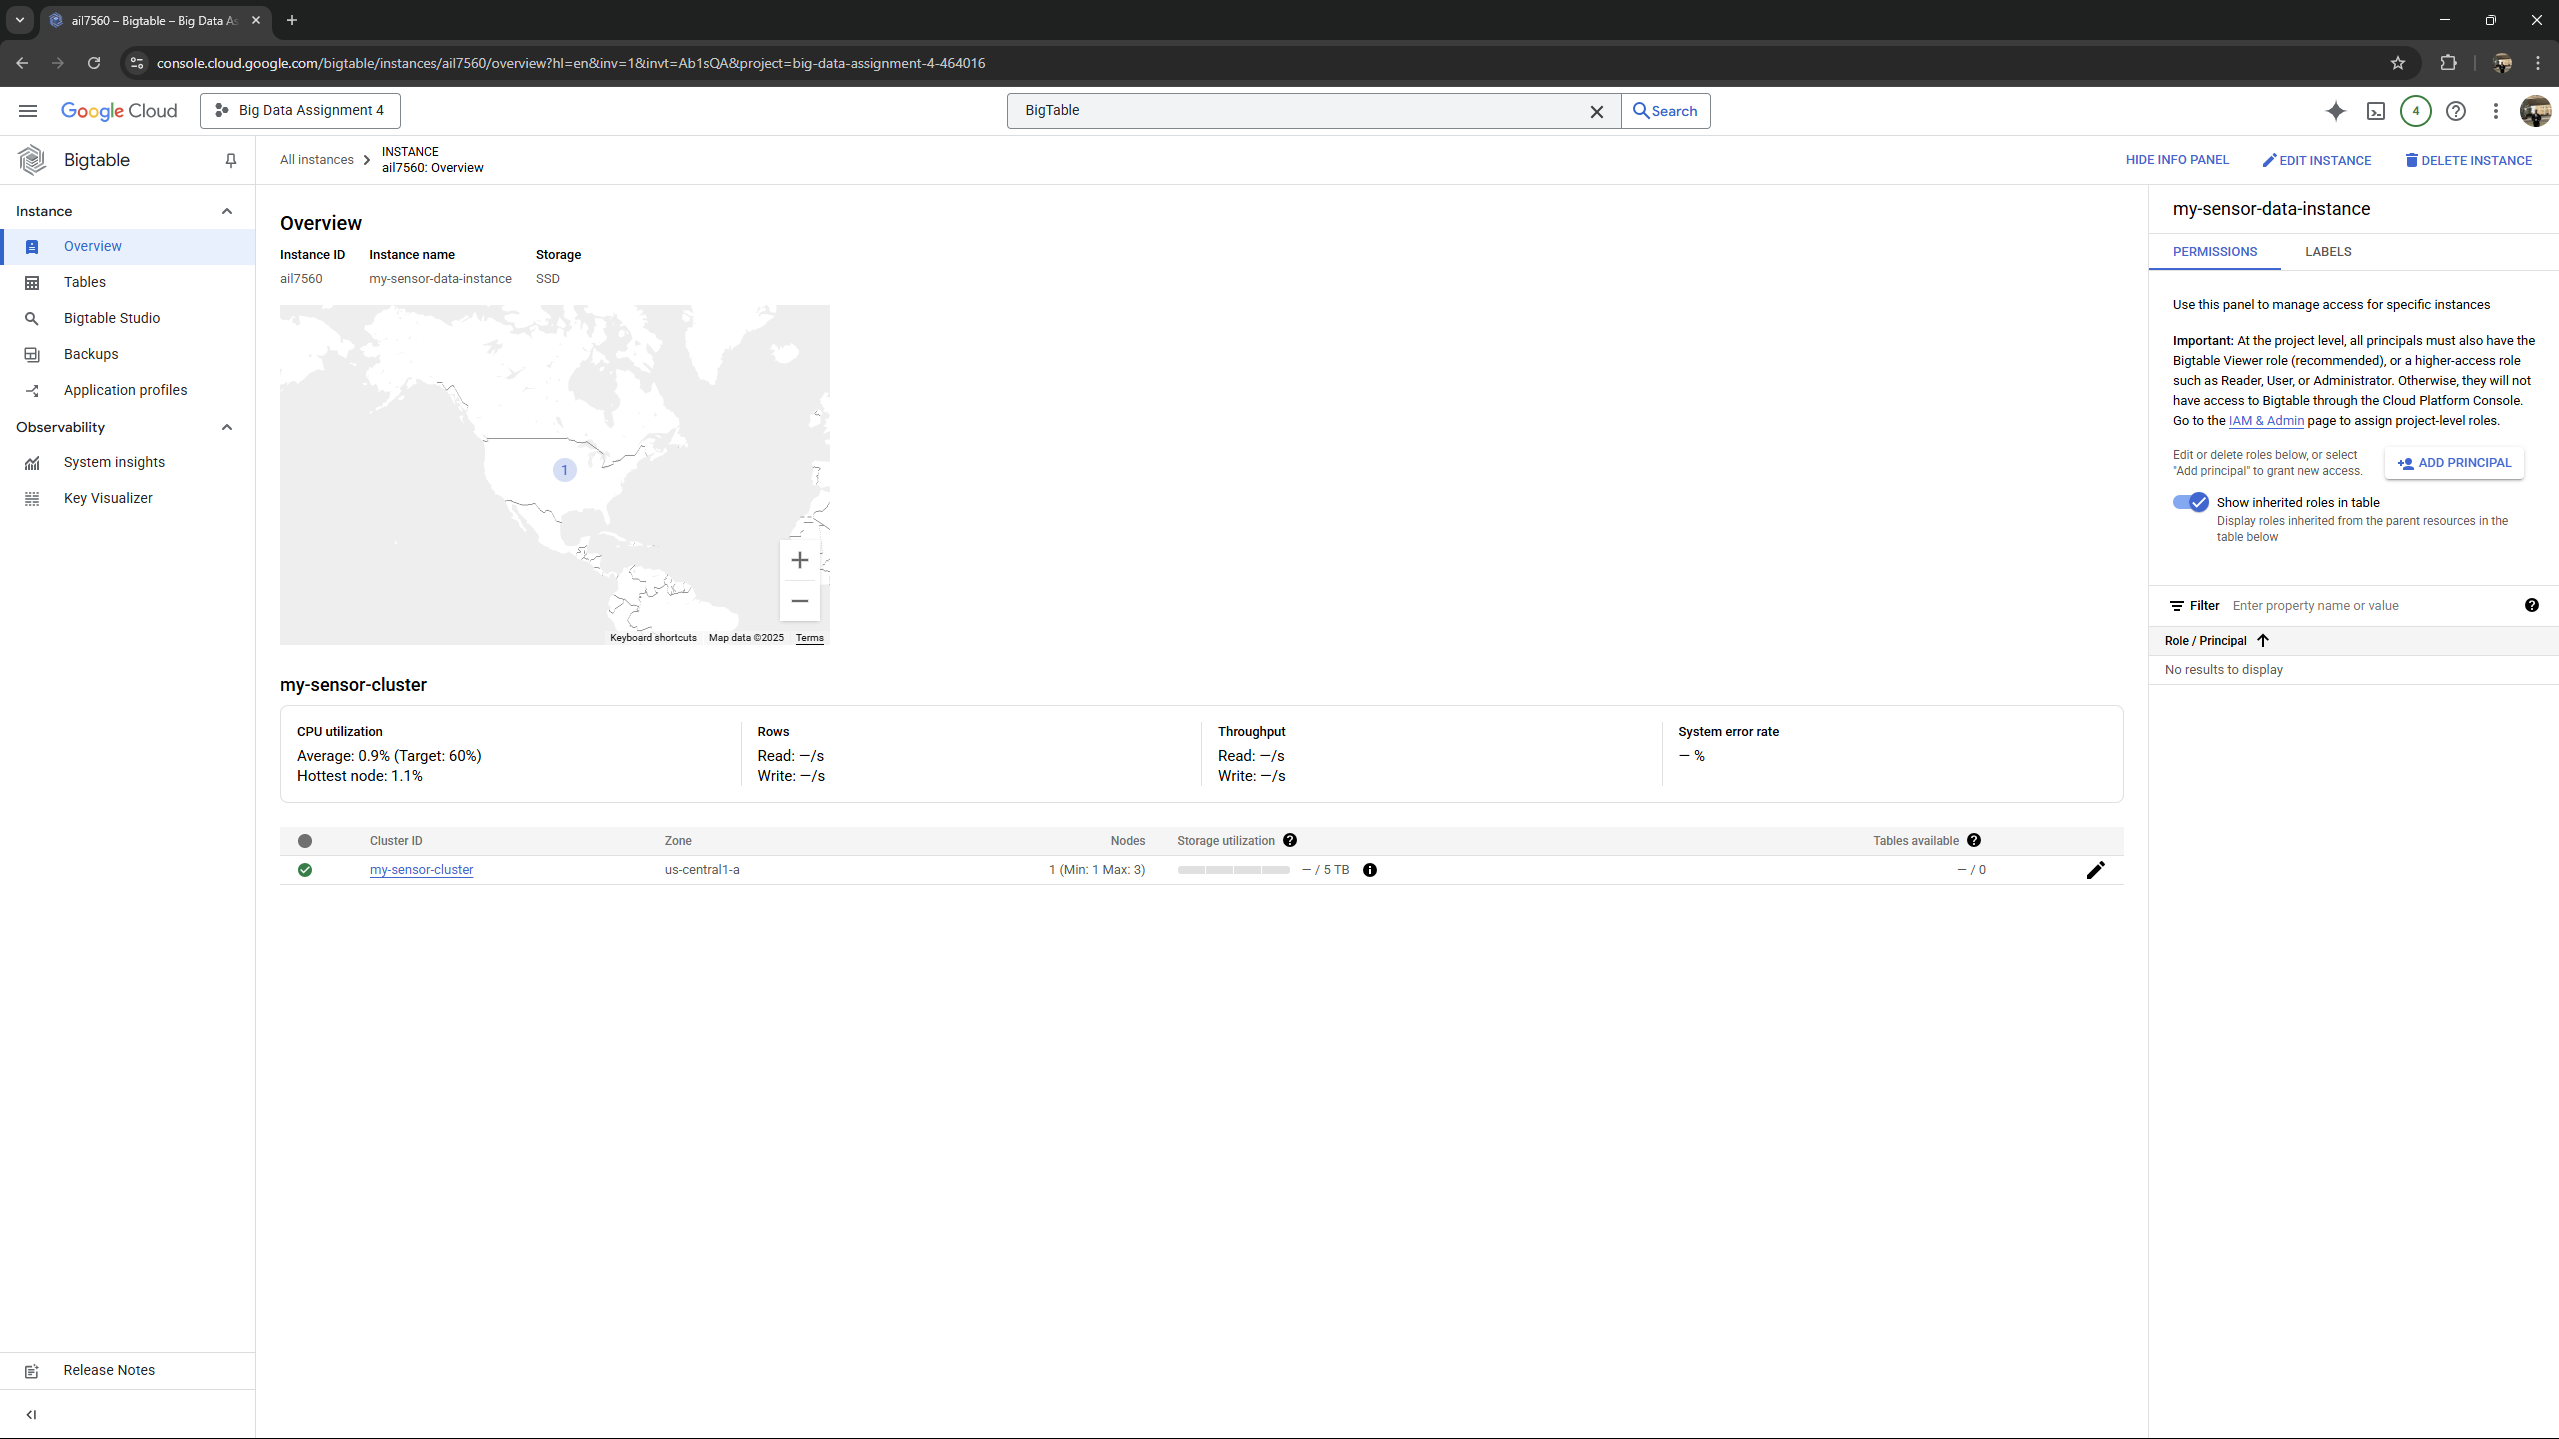 ail7560 – Bigtable – Big Data As
console.cloud.google.com/bigtable/instances/ail7560/overview?hl=en&inv=1&invt=Ab1sQA&project=big-data-assignment-4-464016
Google Cloud
Big Data Assignment 4
BigTable
Search
4
Bigtable
All instances
INSTANCE
ail7560: Overview
HIDE INFO PANEL
EDIT INSTANCE
DELETE INSTANCE
Instance
Overview
Tables
Bigtable Studio
Backups
Application profiles
Observability
System insights
Key Visualizer
Release Notes
Overview
Instance ID Instance name Storage
ail7560 my-sensor-data-instance SSD
1
Keyboard shortcuts Map data ©2025 Terms
my-sensor-cluster
CPU utilization
Average: 0.9% (Target: 60%)
Hottest node: 1.1%
Rows
Read: —/s
Write: —/s
Throughput
Read: —/s
Write: —/s
System error rate
— %
Cluster ID Zone Nodes Storage utilization Tables available
my-sensor-cluster us-central1-a 1 (Min: 1 Max: 3) — / 5 TB — / 0
my-sensor-data-instance
PERMISSIONS LABELS
Use this panel to manage access for specific instances
Important: At the project level, all principals must also have the
Bigtable Viewer role (recommended), or a higher-access role
such as Reader, User, or Administrator. Otherwise, they will not
have access to Bigtable through the Cloud Platform Console.
Go to the IAM & Admin page to assign project-level roles.
Edit or delete roles below, or select
"Add principal" to grant new access.
ADD PRINCIPAL
Show inherited roles in table
Display roles inherited from the parent resources in the
table below
Filter Enter property name or value
Role / Principal
No results to display